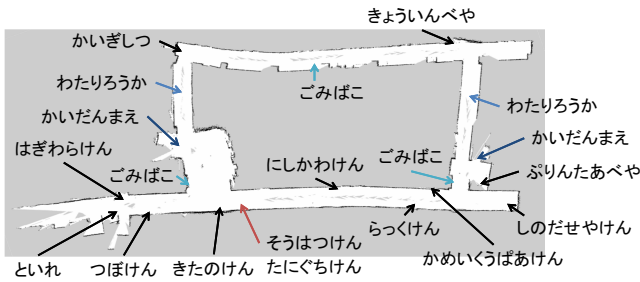 きょういんべや
かいぎしつ
ごみばこ
わたりろうか
わたりろうか
かいだんまえ
かいだんまえ
はぎわらけん
にしかわけん
ごみばこ
ぷりんたあべや
ごみばこ
らっくけん
しのだせやけん
そうはつけん
たにぐちけん
かめいくうぱあけん
といれ
つぼけん
きたのけん